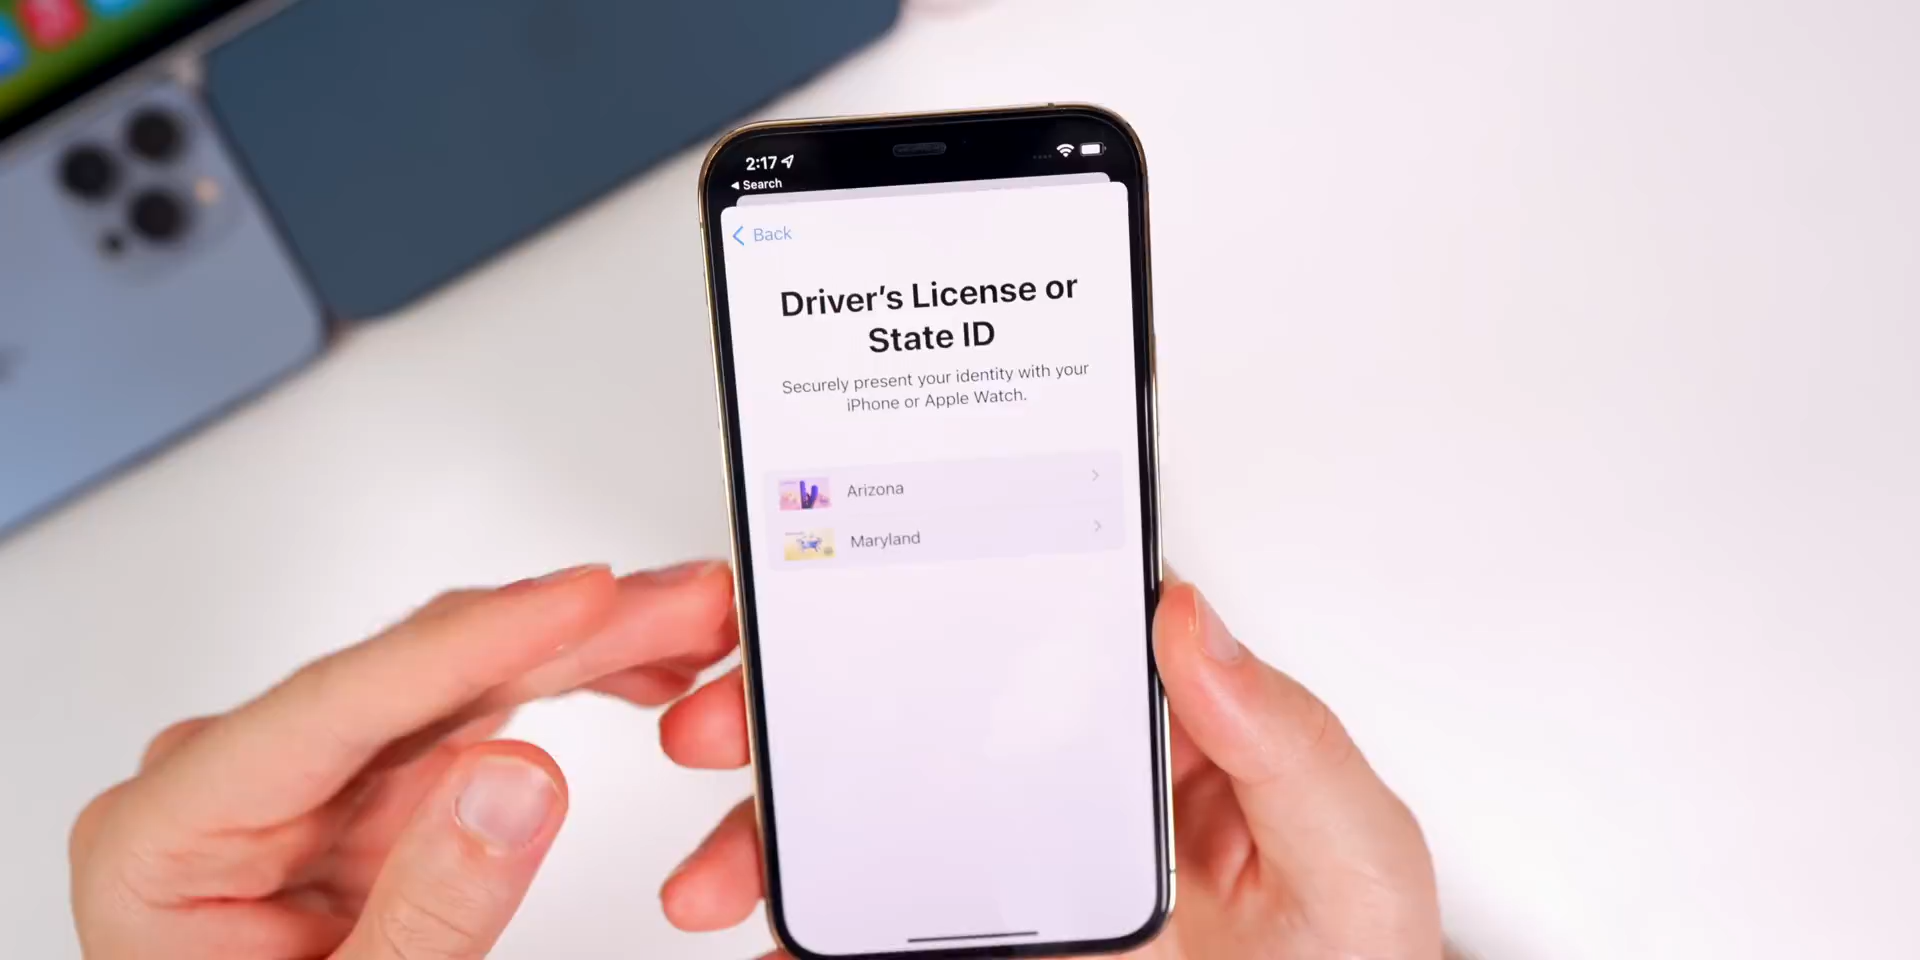 2:17
Search
Back
Driver's License or
State ID
Securely present your identity with your
iPhone or Apple Watch.
Arizona
Maryland